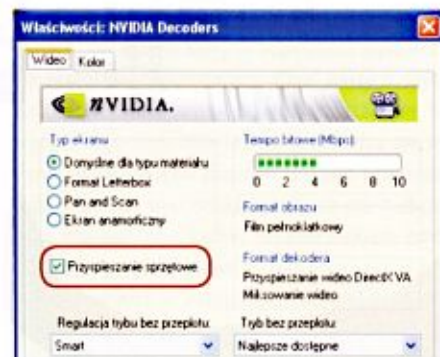 Właściwości: NVIDIA Decoders
Wideo Kolor
NVIDIA.
Typ ekranu
Domyślne dla typu materiału
Format Letterbox
Pan and Scan
Ekran anamorficzny
Przyspieszanie sprzętowe
Regulacja trybu bez przeplotu:
Smart
Tempo bitowe (Mbps)
0 2 4 6 8 10
Format obrazu
Film pełnoklatkowy
Format dekodera
Przyspieszanie wideo DirectX VA
Miksowanie wideo
Tryb bez przeplotu:
Najlepsze dostępne